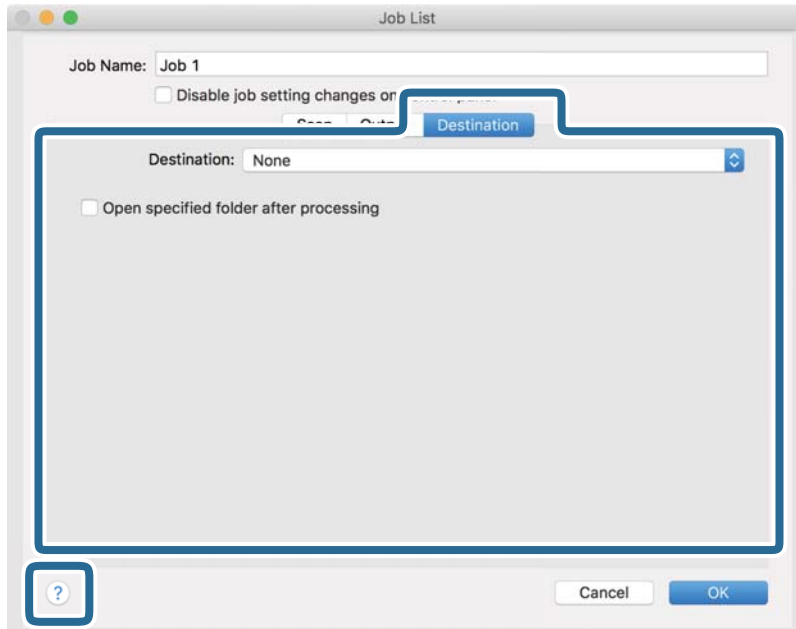 Job List
Job Name: Job 1
Disable job setting changes on
Destination
Destination: None
Open specified folder after processing
? Cancel OK